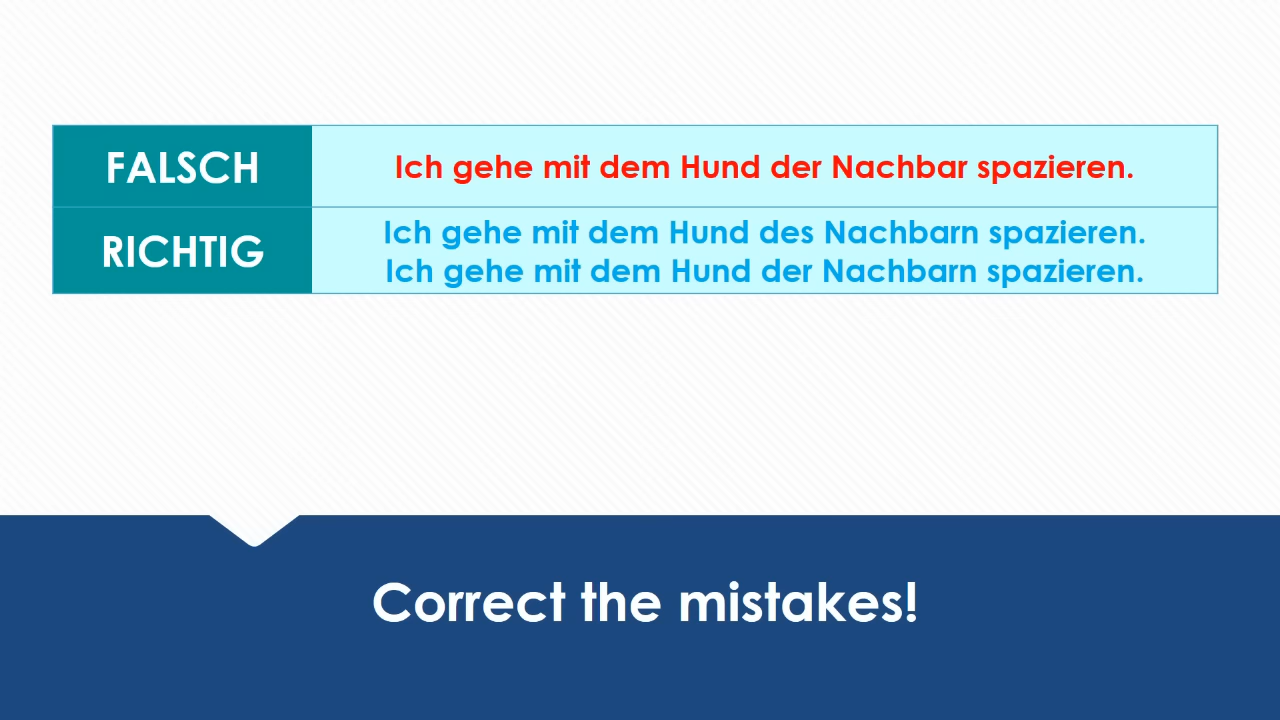 FALSCH
Ich gehe mit dem Hund der Nachbar spazieren.
RICHTIG
Ich gehe mit dem Hund des Nachbarn spazieren.
Ich gehe mit dem Hund der Nachbarn spazieren.
Correct the mistakes!